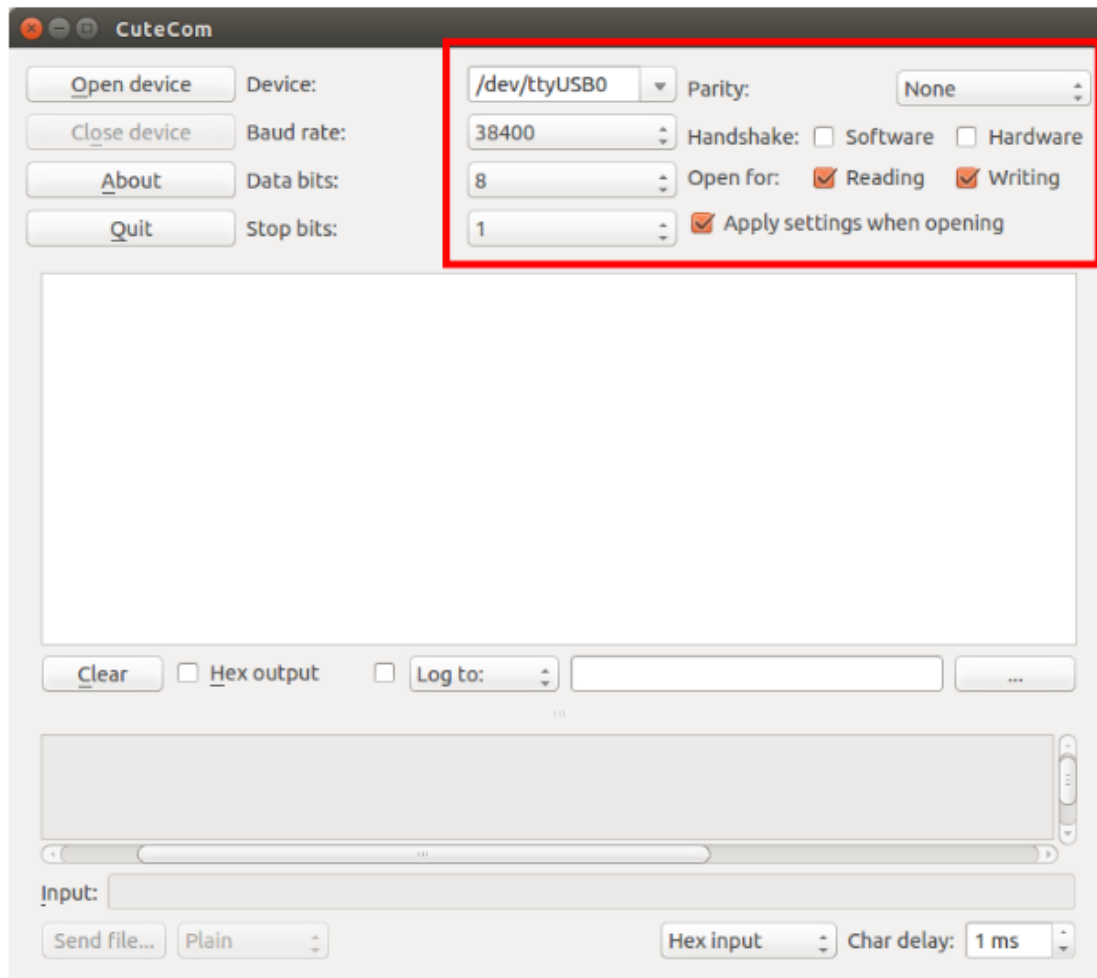 CuteCom
Open device Device: /dev/ttyUSB0 Parity: None
Close device Baud rate: 38400 Handshake: Software Hardware
About Data bits: 8 Open for: Reading Writing
Quit Stop bits: 1 Apply settings when opening
Clear Hex output Log to: ...
Input:
Send file... Plain Hex input Char delay: 1 ms